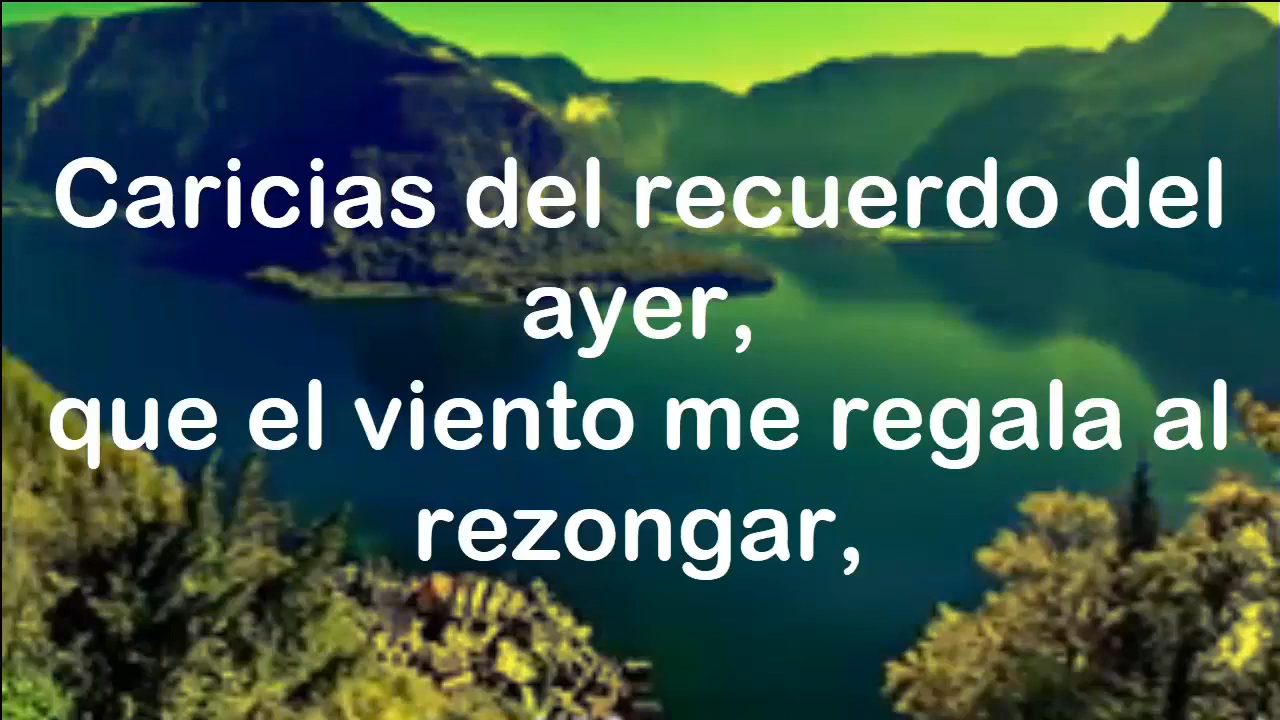 Caricias del recuerdo del
ayer,
que el viento me regala al
rezongar,